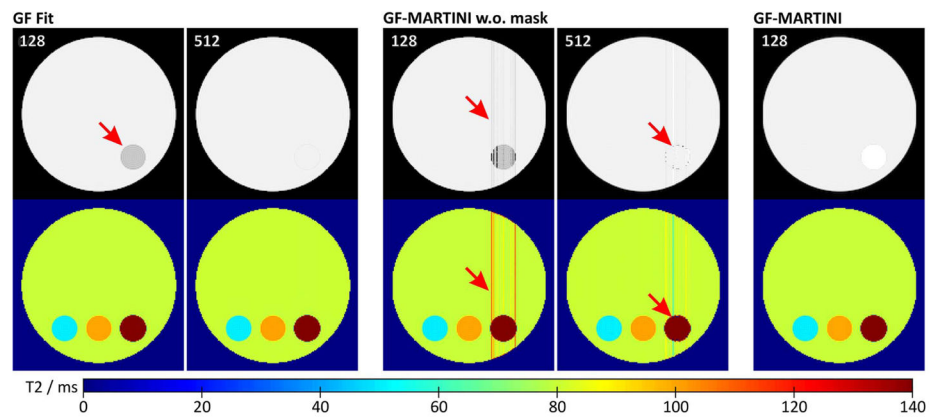 GF Fit GF-MARTINI w.o. mask GF-MARTINI
128 512 128 512 128
T2 / ms
0 20 40 60 80 100 120 140